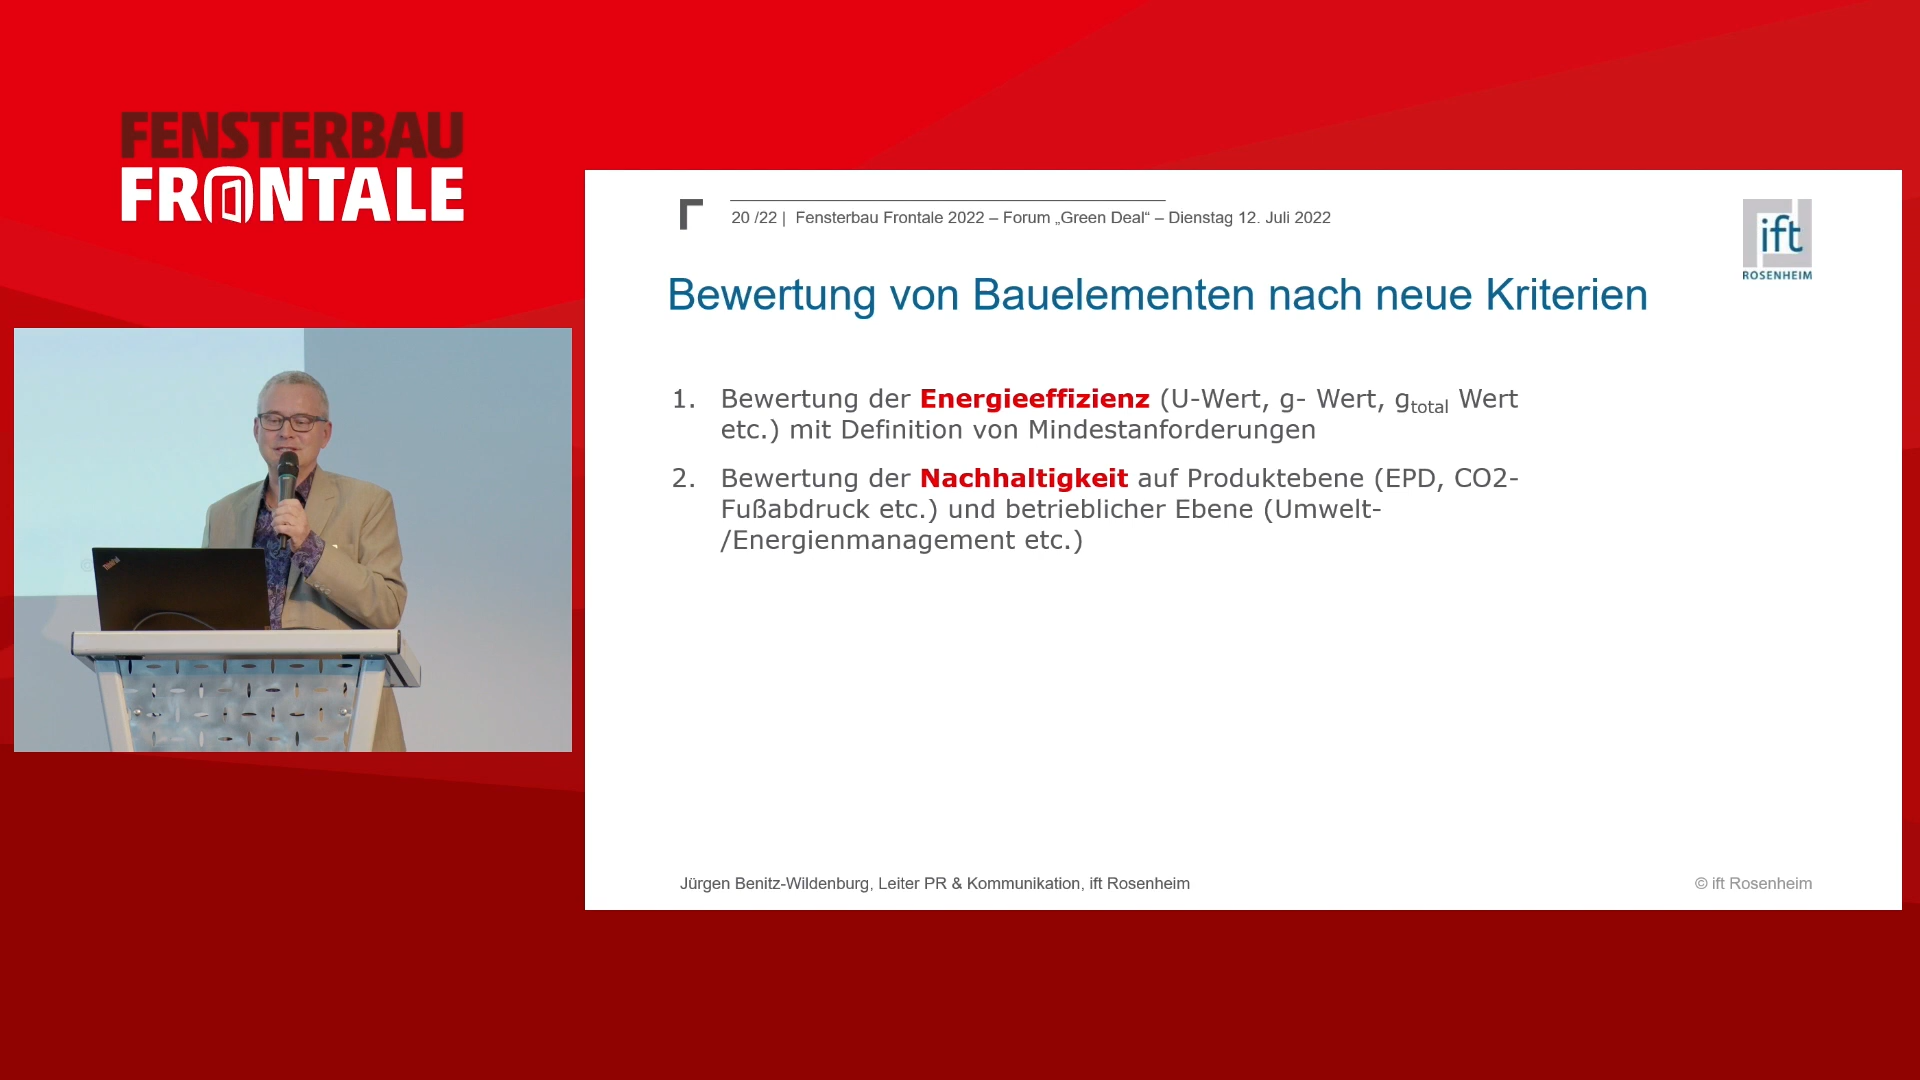 FENSTERBAU
FRONTALE
20 /22 | Fensterbau Frontale 2022 – Forum „Green Deal“ – Dienstag 12. Juli 2022
ift
ROSENHEIM
Bewertung von Bauelementen nach neue Kriterien
1. Bewertung der Energieeffizienz (U-Wert, g- Wert, gtotal Wert
etc.) mit Definition von Mindestanforderungen
2. Bewertung der Nachhaltigkeit auf Produktebene (EPD, CO2-
Fußabdruck etc.) und betrieblicher Ebene (Umwelt-
/Energienmanagement etc.)
ThinkPad
Jürgen Benitz-Wildenburg, Leiter PR & Kommunikation, ift Rosenheim
© ift Rosenheim